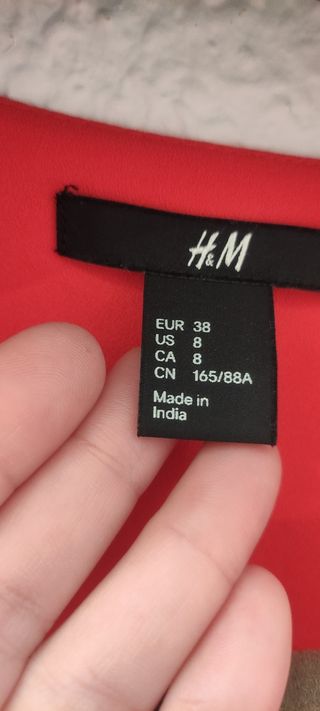 H&M
EUR 38
US 8
CA 8
CN 165/88A
Made in
India